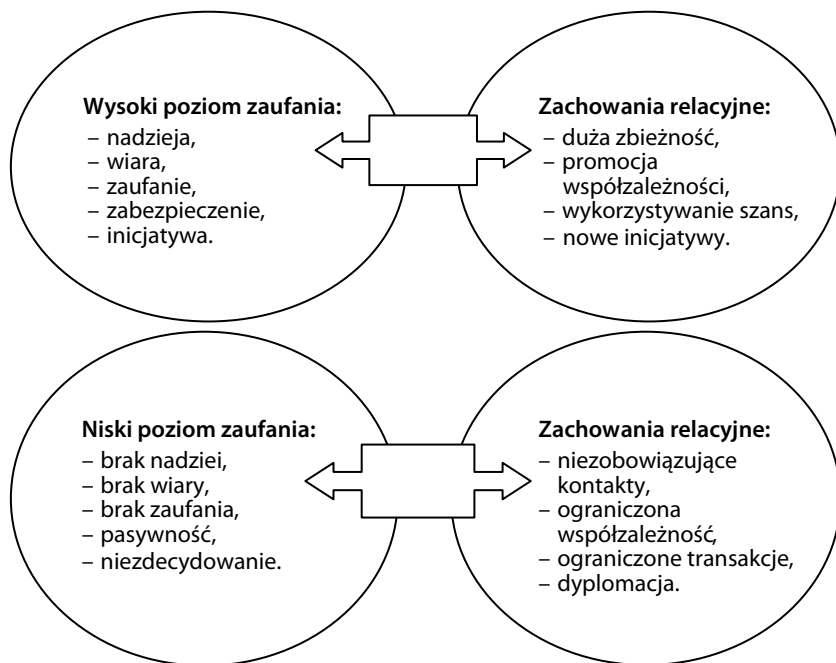 Wysoki poziom zaufania:
– nadzieja,
– wiara,
– zaufanie,
– zabezpieczenie,
– inicjatywa.
Zachowania relacyjne:
– duża zbieżność,
– promocja
współzależności,
– wykorzystywanie szans,
– nowe inicjatywy.
Niski poziom zaufania:
– brak nadziei,
– brak wiary,
– brak zaufania,
– pasywność,
– niezdecydowanie.
Zachowania relacyjne:
– niezobowiązujące
kontakty,
– ograniczona
współzależność,
– ograniczone transakcje,
– dyplomacja.